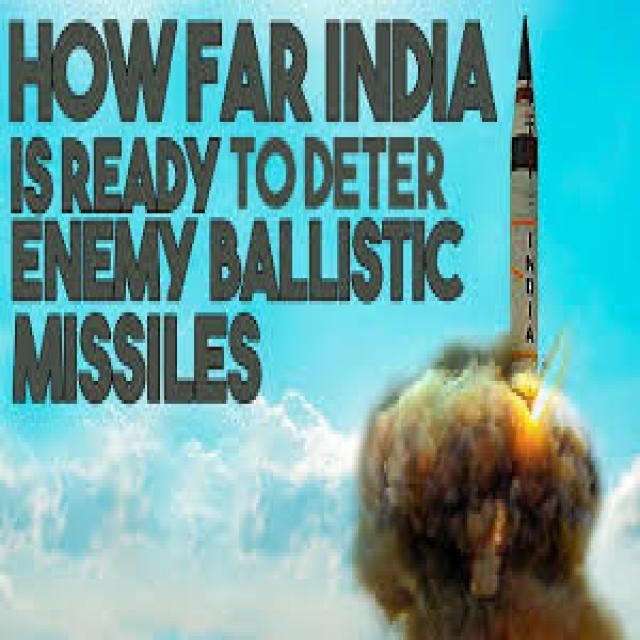 HOW FAR INDIA
IS READY TO DETER
ENEMY BALLISTIC
MISSILES
INDIA